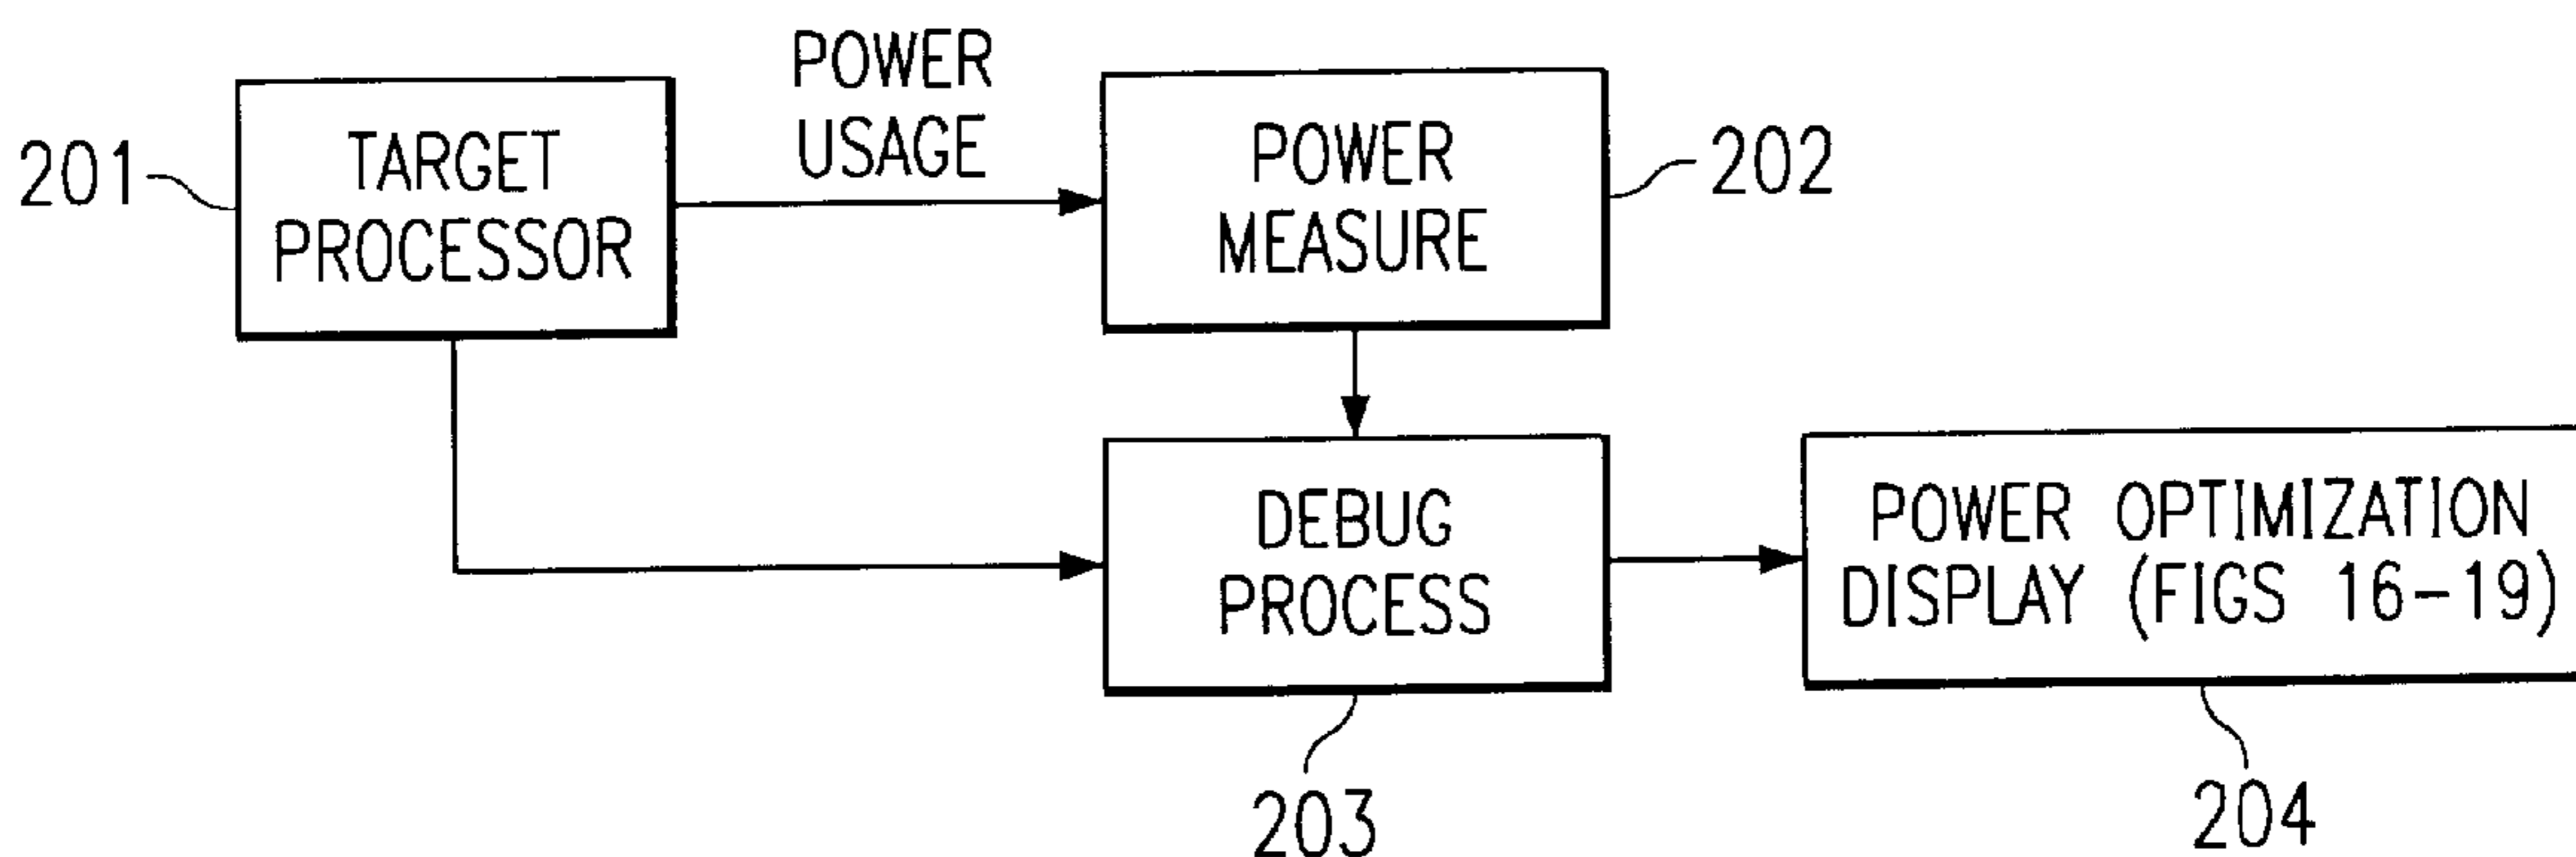 POWER
USAGE
201
TARGET
PROCESSOR
POWER
MEASURE
202
DEBUG
PROCESS
POWER OPTIMIZATION
DISPLAY (FIGS 16-19)
203
204